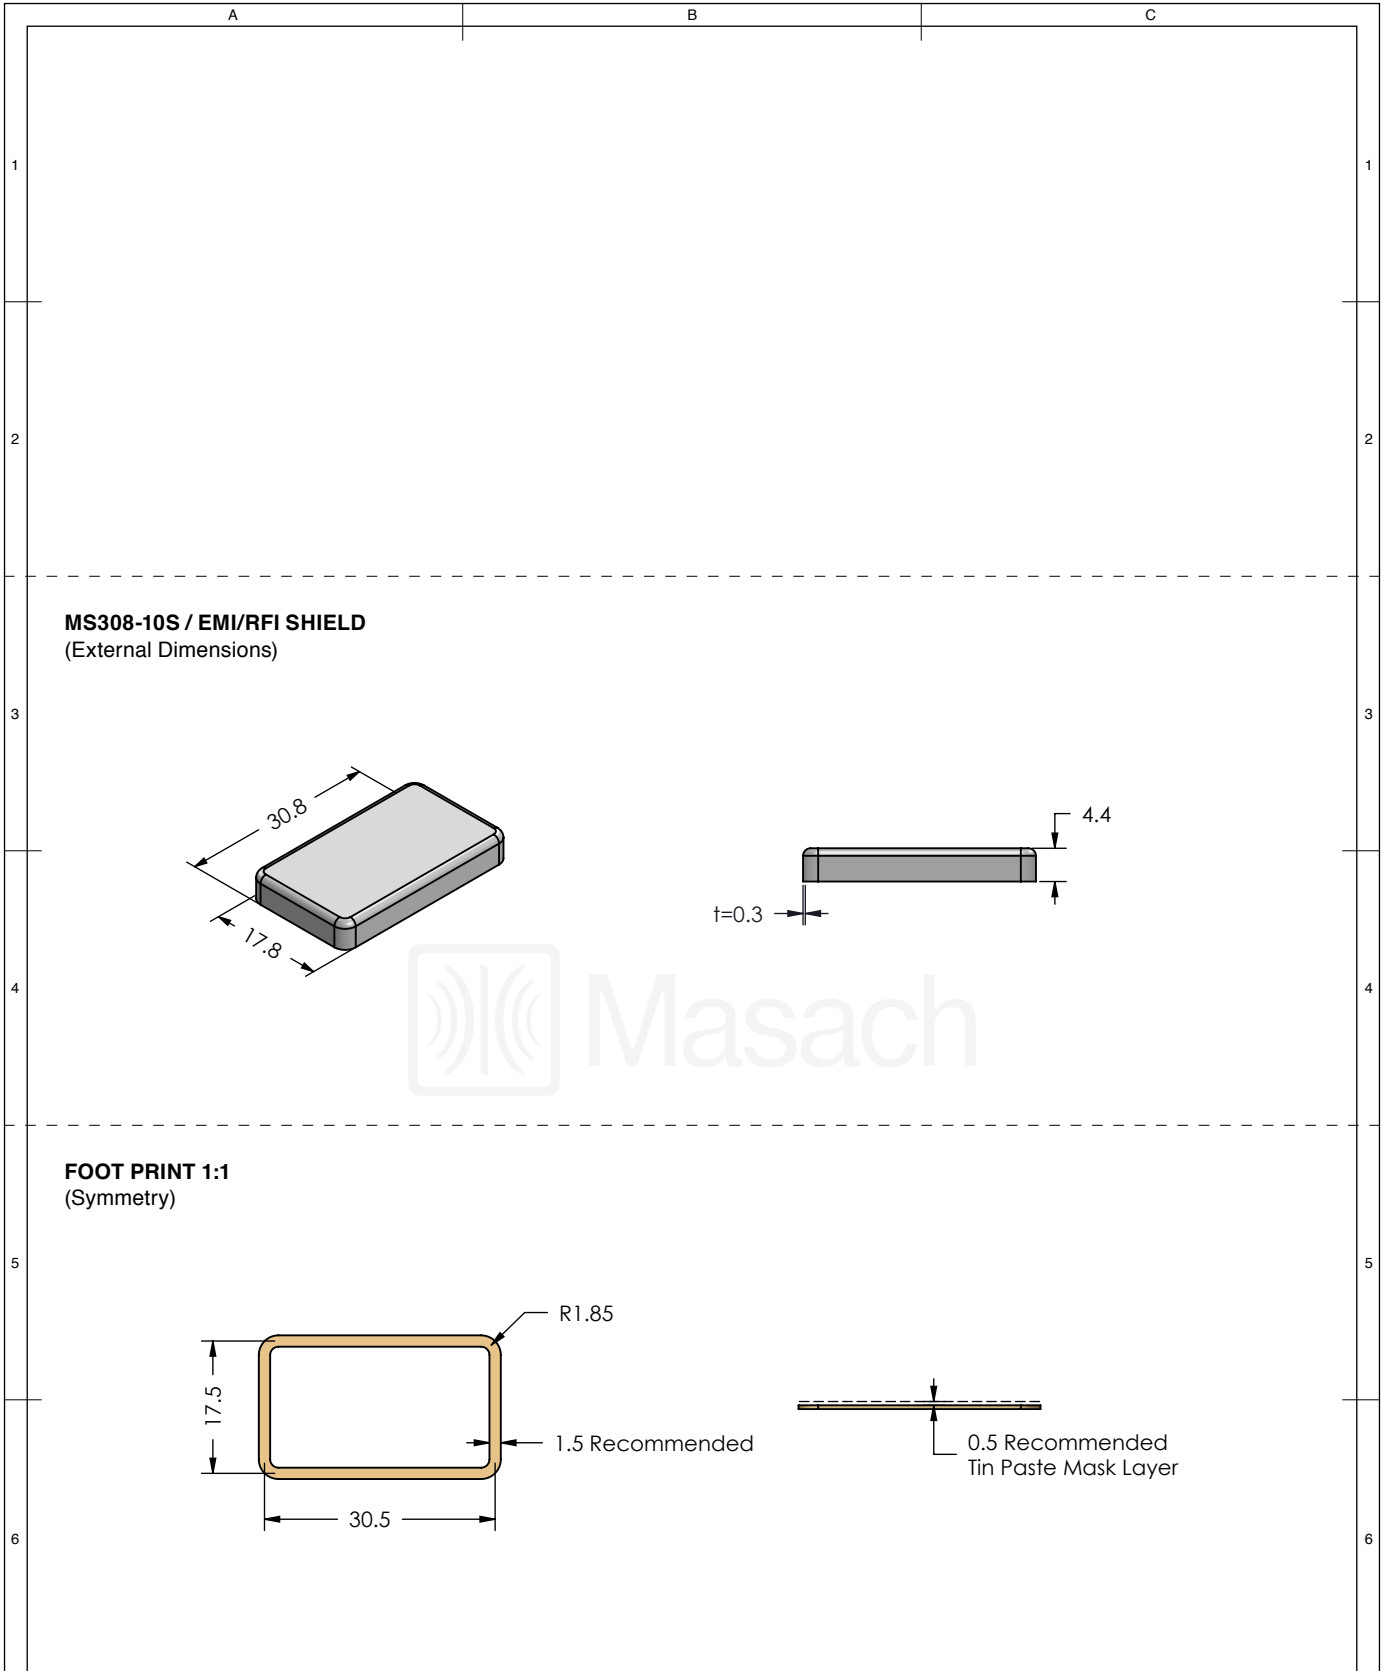 A
B
C
1
1
2
2
MS308-10S / EMI/RFI SHIELD
(External Dimensions)
3
3
30.8
4.4
t=0.3
17.8
Masach
4
4
FOOT PRINT 1:1
(Symmetry)
5
5
R1.85
17.5
1.5 Recommended
0.5 Recommended
Tin Paste Mask Layer
30.5
6
6